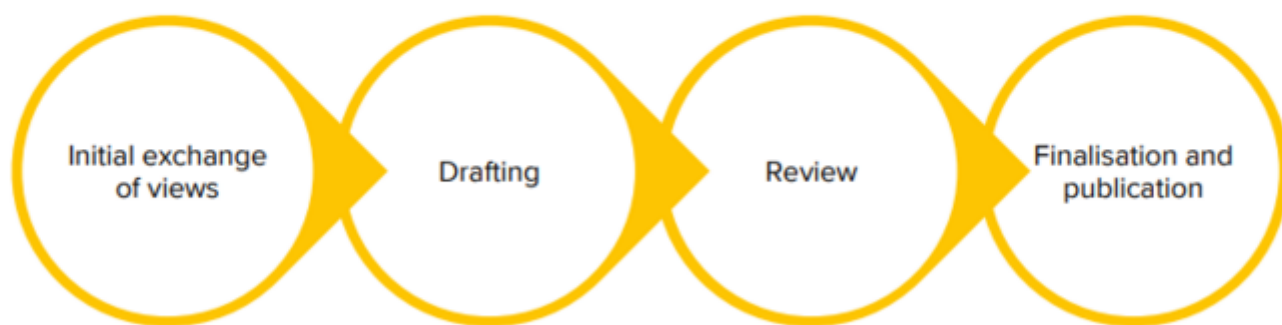 Initial exchange
of views
Drafting
Review
Finalisation and
publication